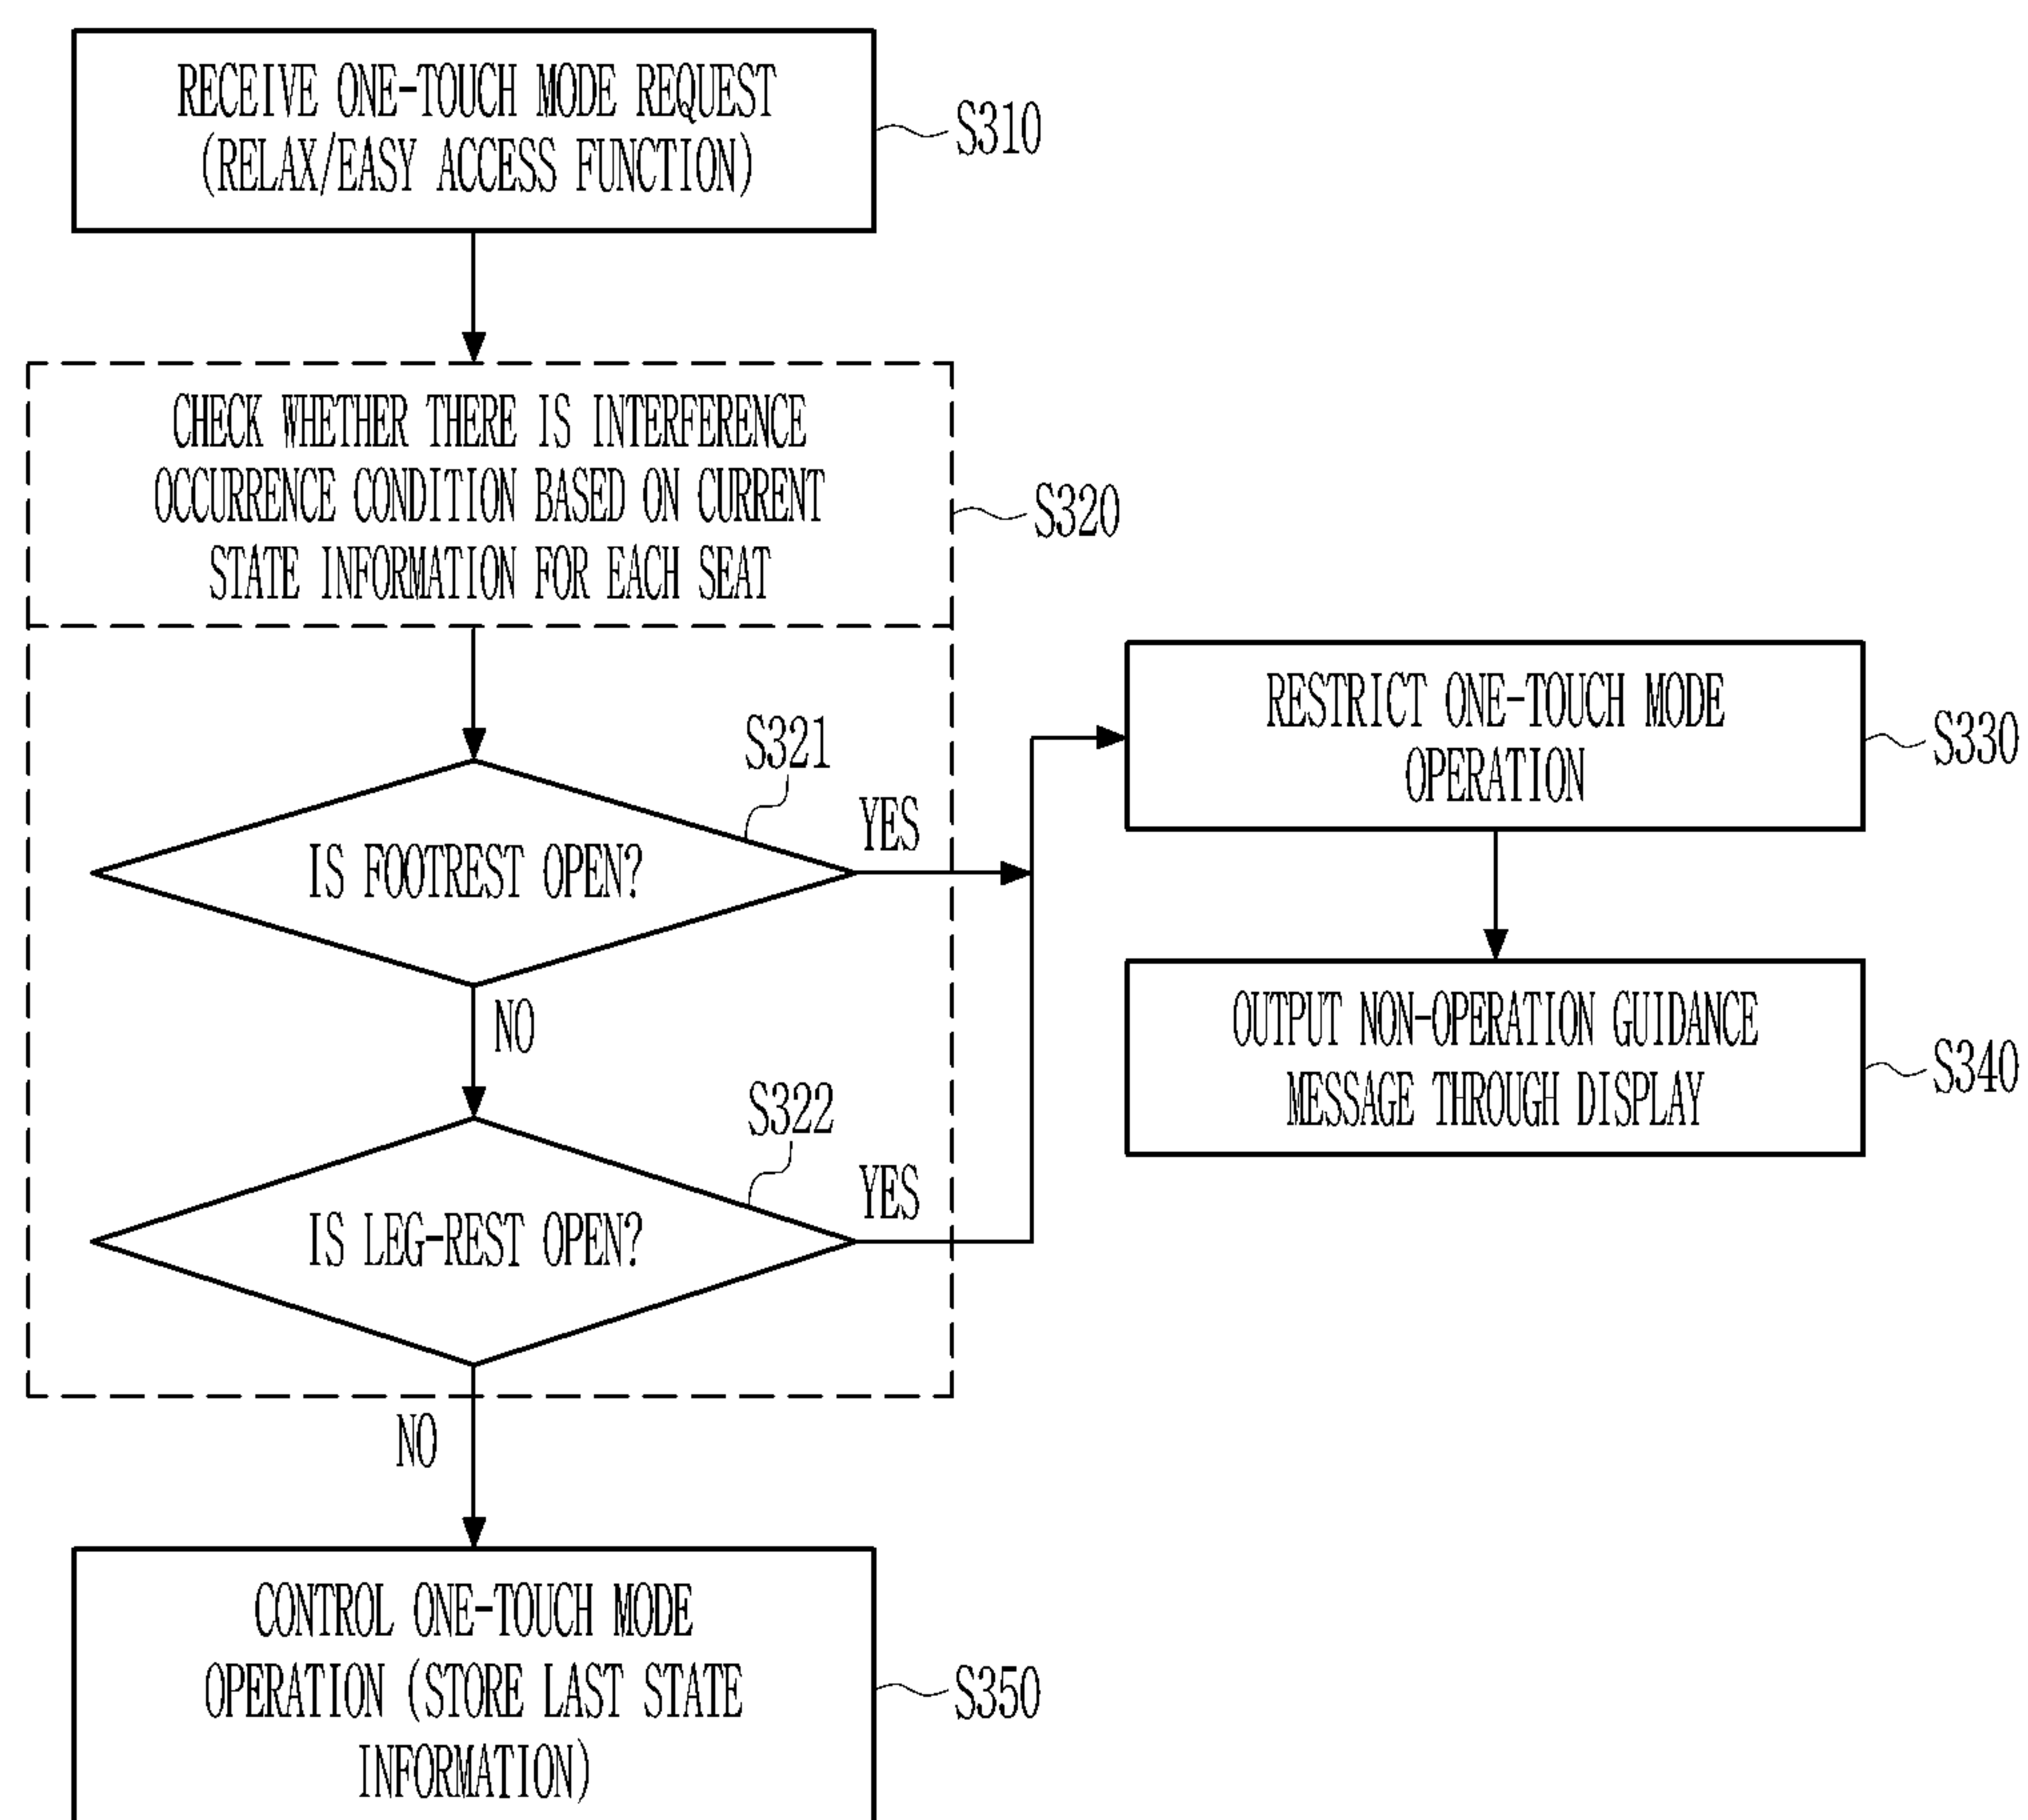 RECEIVE ONE-TOUCH MODE REQUEST
(RELAX/EASY ACCESS FUNCTION)
S310
CHECK WHETHER THERE IS INTERFERENCE
OCCURRENCE CONDITION BASED ON CURRENT
STATE INFORMATION FOR EACH SEAT
S320
S321
IS FOOTREST OPEN?
YES
NO
RESTRICT ONE-TOUCH MODE
OPERATION
S330
OUTPUT NON-OPERATION GUIDANCE
MESSAGE THROUGH DISPLAY
S340
S322
IS LEG-REST OPEN?
YES
NO
CONTROL ONE-TOUCH MODE
OPERATION (STORE LAST STATE
INFORMATION)
S350